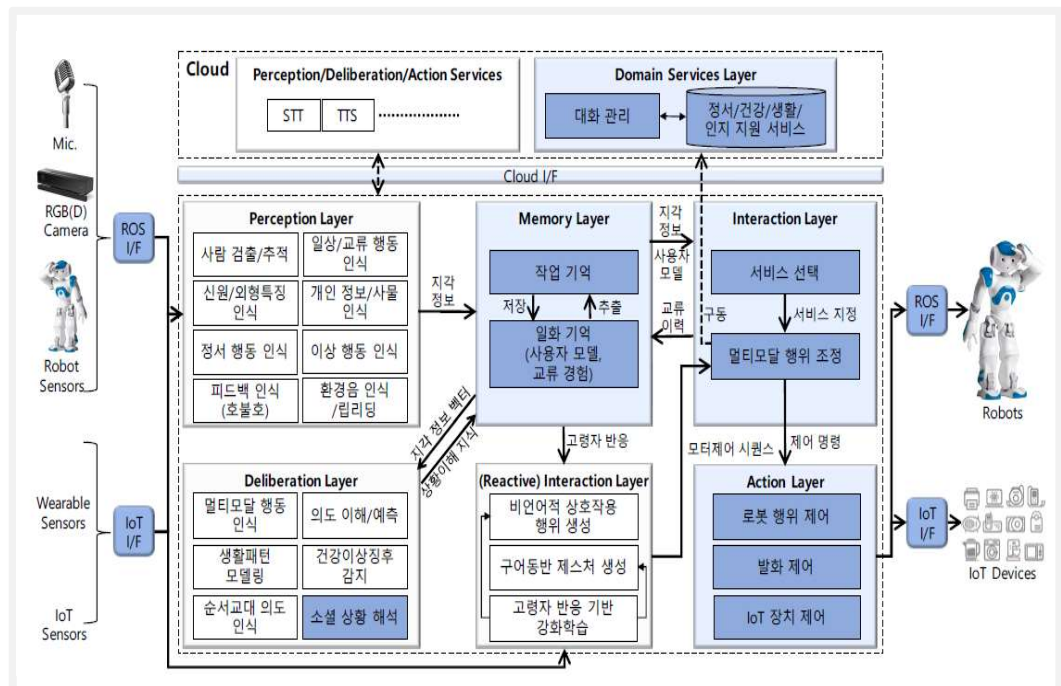 Cloud
Perception/Deliberation/Action Services
STT
TTS
Domain Services Layer
대화 관리
정서/건강/생활/
인지 지원 서비스
Cloud I/F
Mic.
RGB(D)
Camera
Robot
Sensors
ROS
I/F
Wearable
Sensors
IoT
Sensors
IoT
I/F
Perception Layer
사람 검출/추적
일상/교류 행동
인식
신원/외형특징
인식
개인 정보/사물
인식
정서 행동 인식
이상 행동 인식
피드백 인식
(호불호)
환경음 인식
/립리딩
지각
정보
Memory Layer
작업 기억
저장
추출
일화 기억
(사용자 모델,
교류 경험)
지각
정보
사용자
모델
교류
이력
구동
Interaction Layer
서비스 선택
서비스 지정
멀티모달 행위 조정
지각 정보 벡터
상황이해 지식
고령자 반응
모터제어 시퀀스
제어 명령
Deliberation Layer
멀티모달 행동
인식
의도 이해/예측
생활패턴
모델링
건강이상징후
감지
순서교대 의도
인식
소셜 상황 해석
(Reactive) Interaction Layer
비언어적 상호작용
행위 생성
구어동반 제스처 생성
고령자 반응 기반
강화학습
Action Layer
로봇 행위 제어
발화 제어
IoT 장치 제어
ROS
I/F
Robots
IoT
I/F
IoT Devices